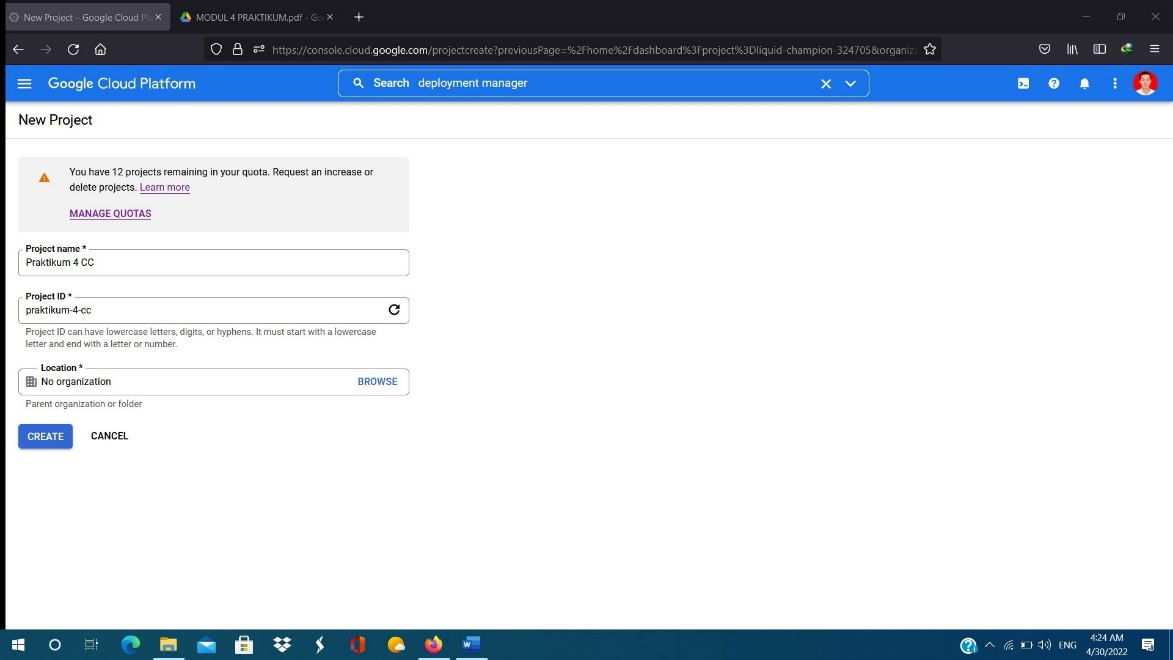 New Project – Google Cloud Pl
MODUL 4 PRAKTIKUM.pdf - Go
https://console.cloud.google.com/projectcreate?previousPage=%2Fhome%2Fdashboard%3Fproject%3Dliquid-champion-324705&organiz
Google Cloud Platform
Search deployment manager
New Project
You have 12 projects remaining in your quota. Request an increase or
delete projects. Learn more
MANAGE QUOTAS
Project name *
Praktikum 4 CC
Project ID *
praktikum-4-cc
Project ID can have lowercase letters, digits, or hyphens. It must start with a lowercase
letter and end with a letter or number.
Location *
No organization BROWSE
Parent organization or folder
CREATE CANCEL
ENG
4:24 AM
4/30/2022